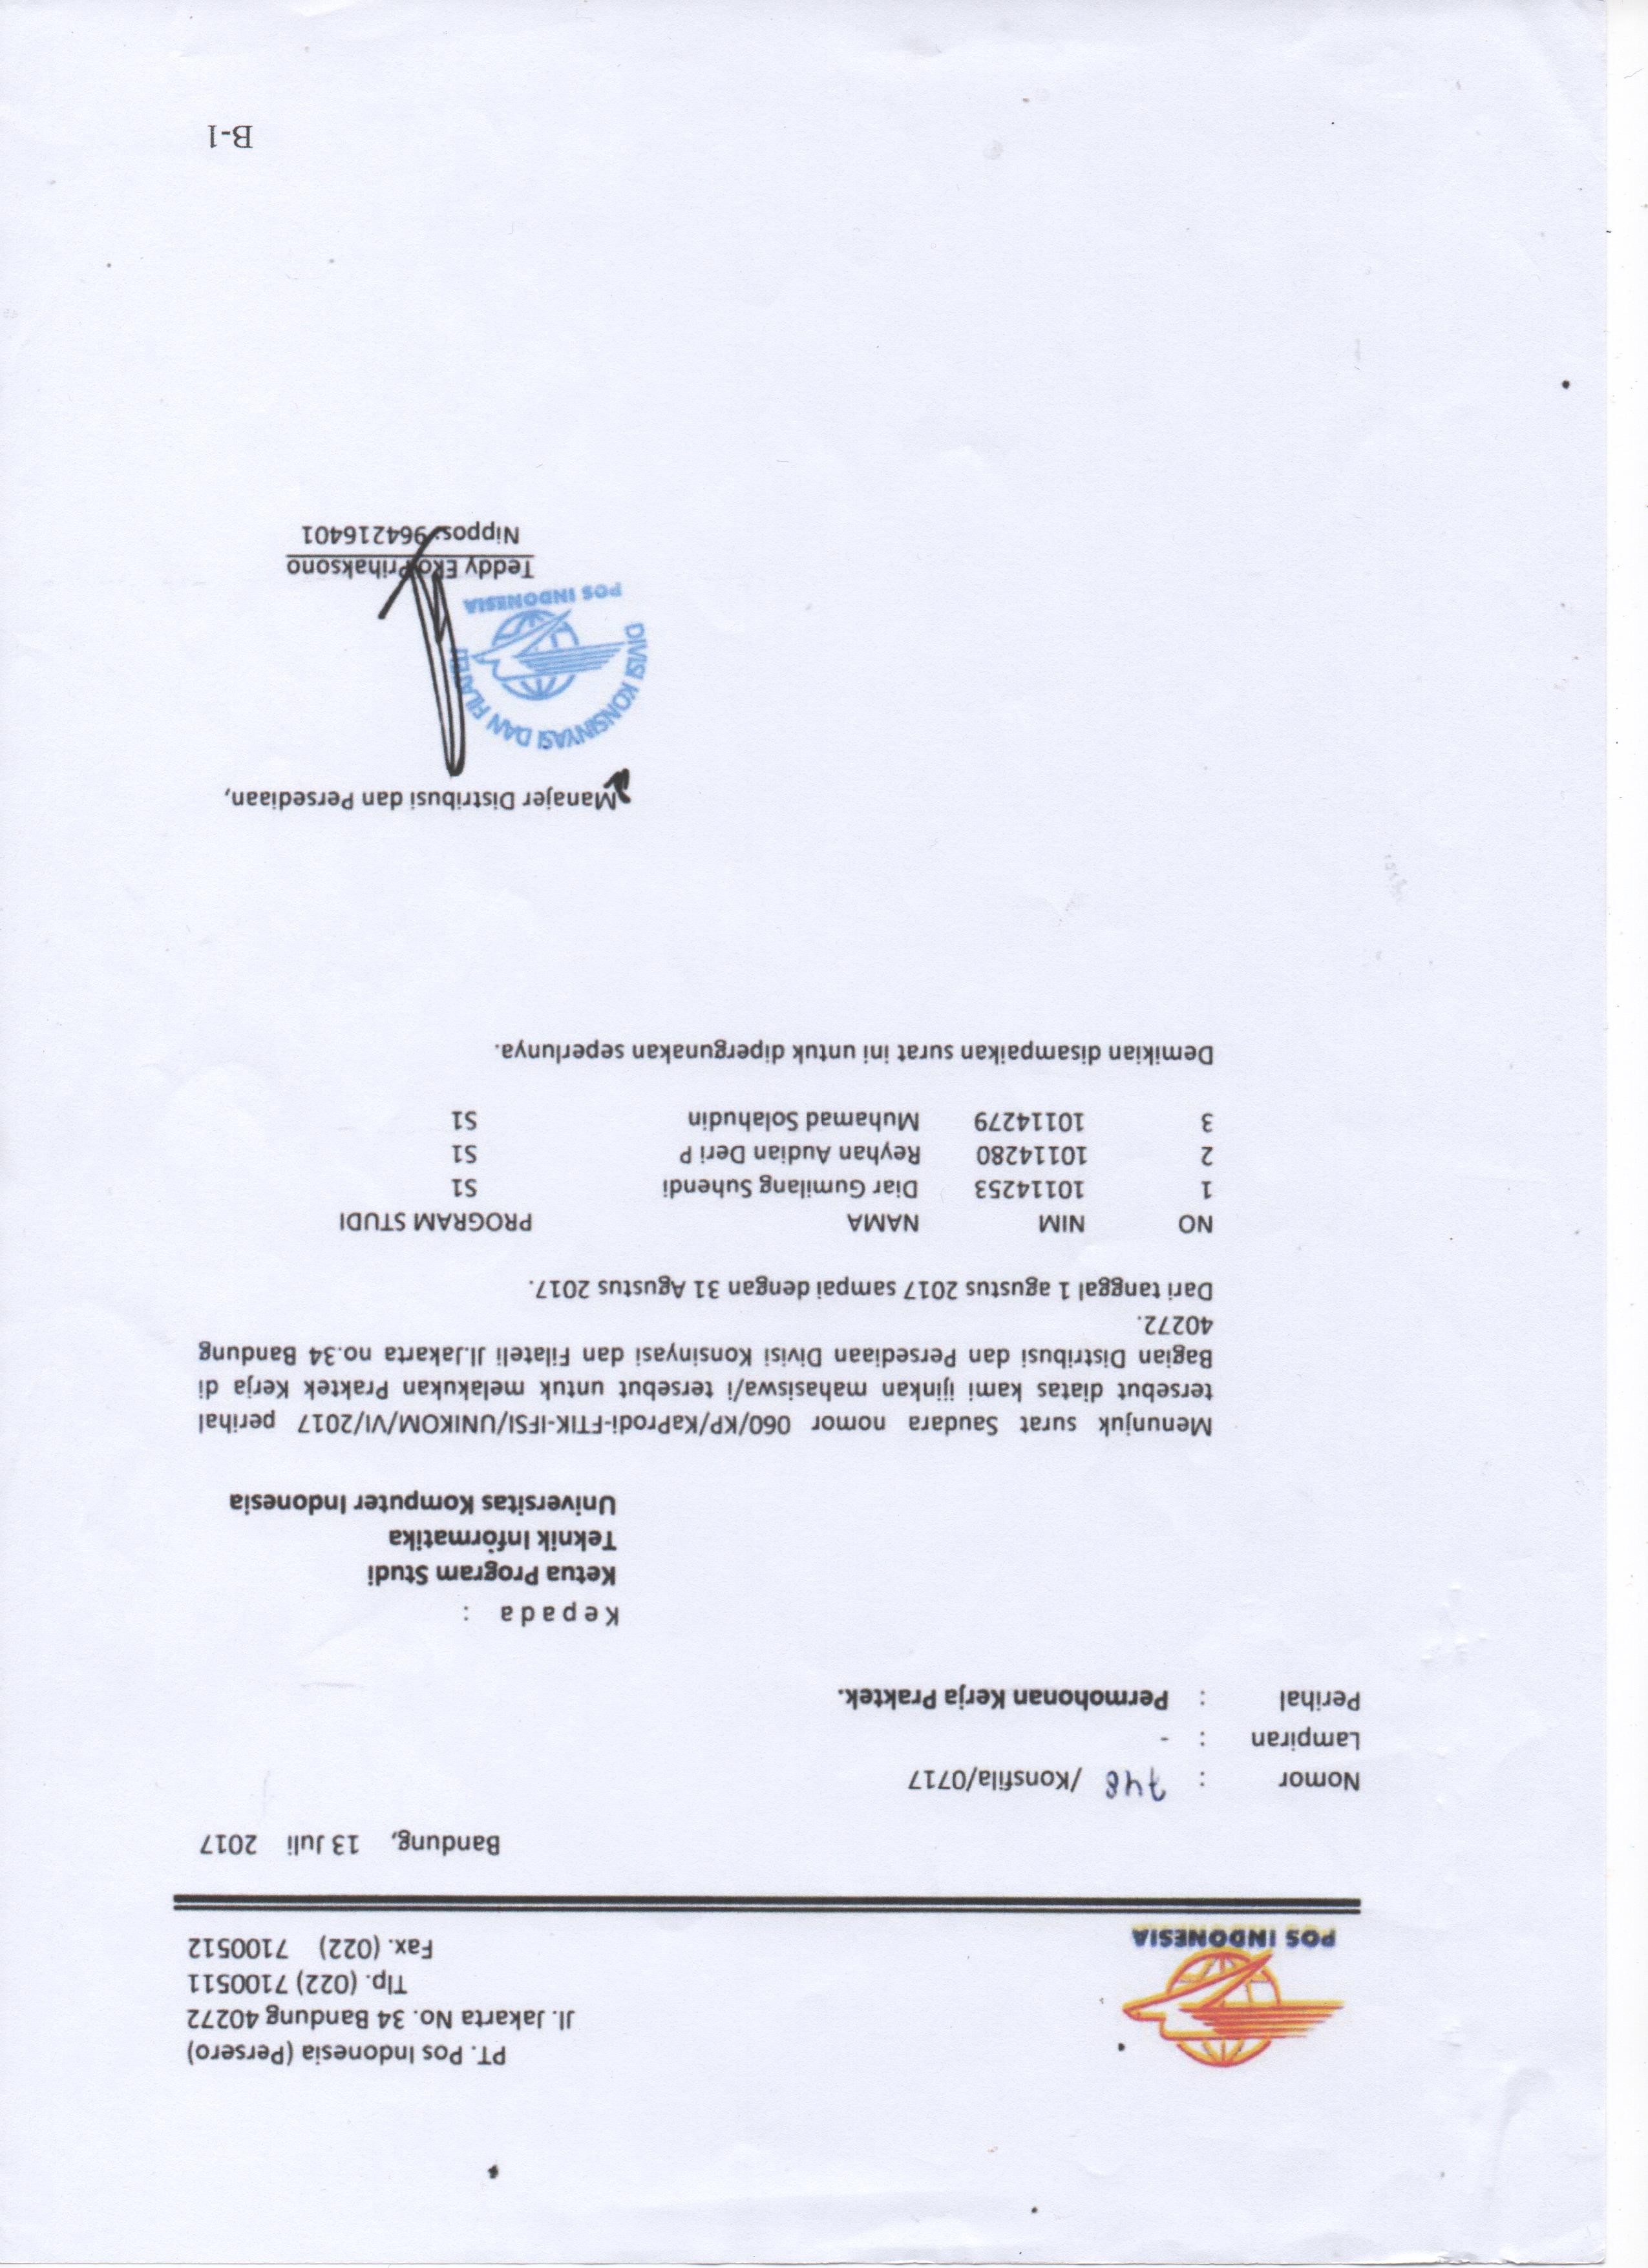 POS INDONESIA
PT. Pos Indonesia (Persero)
Jl. Jakarta No. 34 Bandung 40272
Tlp. (022) 7100511
Fax. (022) 7100512
Bandung, 13 Juli 2017
Nomor : 748 /Konsfila/0717
Lampiran : -
Perihal : Permohonan Kerja Praktek.
Kepada :
Ketua Program Studi
Teknik Informatika
Universitas Komputer Indonesia
Menunjuk surat Saudara nomor 060/KP/KaProdi-FTIK-IFSI/UNIKOM/VI/2017 perihal
tersebut diatas kami ijinkan mahasiswa/i tersebut untuk melakukan Praktek Kerja di
Bagian Distribusi dan Persediaan Divisi Konsinyasi dan Filateli Jl.Jakarta no.34 Bandung
40272.
Dari tanggal 1 agustus 2017 sampai dengan 31 Agustus 2017.
NO NIM NAMA PROGRAM STUDI
1 10114253 Diar Gumilang Suhendi S1
2 10114280 Reyhan Audian Deri P S1
3 10114279 Muhamad Solahudin S1
Demikian disampaikan surat ini untuk dipergunakan seperlunya.
Manajer Distribusi dan Persediaan,
DIVISI KONSINYASI DAN FILATELI
POS INDONESIA
Teddy Eko Prihaksono
Nippos: 964216401
B-1